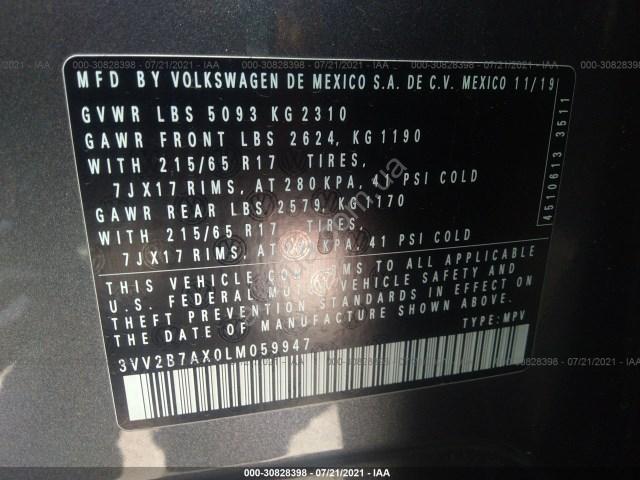 000-30828398 - 07/21/2021 - IAA
MFD BY VOLKSWAGEN DE MEXICO S.A. DE C.V. MEXICO 11/19
GVWR LBS 5093 KG 2310
GAWR FRONT LBS 2624, KG 1190
WITH 215/65 R17 TIRES,
7JX17 RIMS, AT 280 KPA, 41 PSI COLD
GAWR REAR LBS 2579, KG 1170
WITH 215/65 R17 TIRES,
7JX17 RIMS, AT KPA, 41 PSI COLD
4510613 3511
THIS VEHICLE TO ALL APPLICABLE
U.S. FEDERAL VEHICLE SAFETY AND
THEFT PREVENTION STANDARDS IN EFFECT ON
THE DATE OF MANUFACTURE SHOWN ABOVE.
3VV2B7AX0LM059947 TYPE: MPV
000-30828398 - 07/21/2021 - IAA